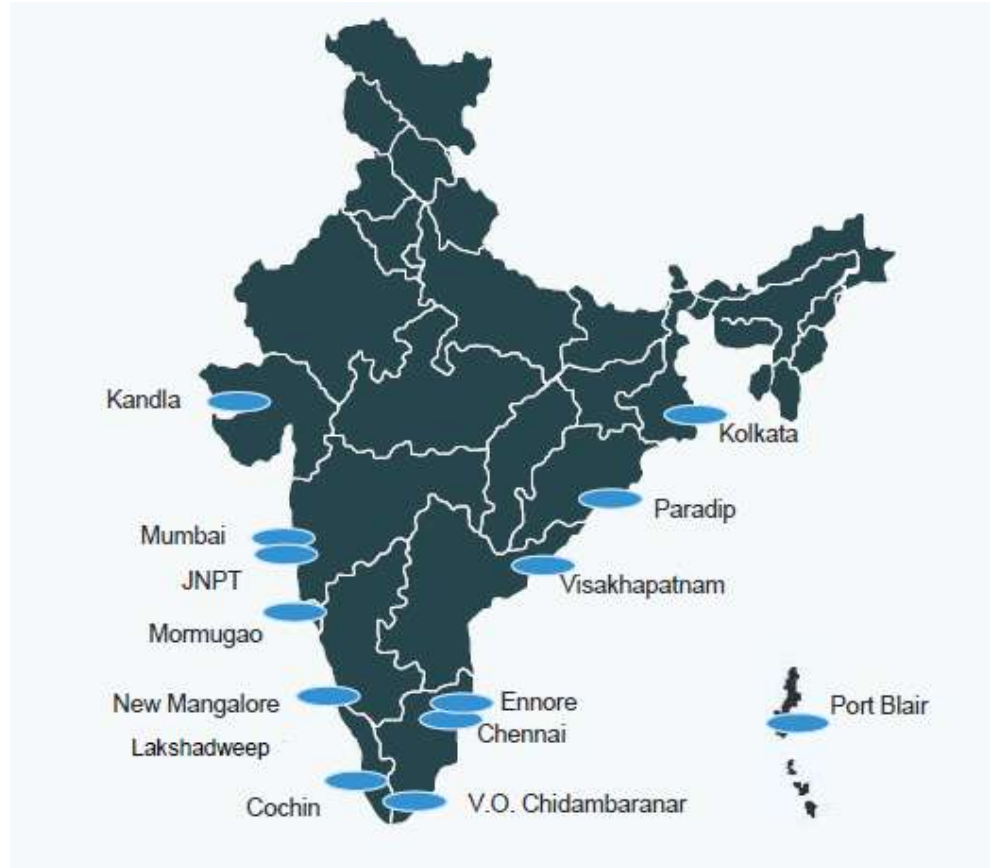 Kandla
Kolkata
Paradip
Mumbai
JNPT
Visakhapatnam
Mormugao
New Mangalore
Ennore
Port Blair
Chennai
Lakshadweep
Cochin
V.O. Chidambaranar